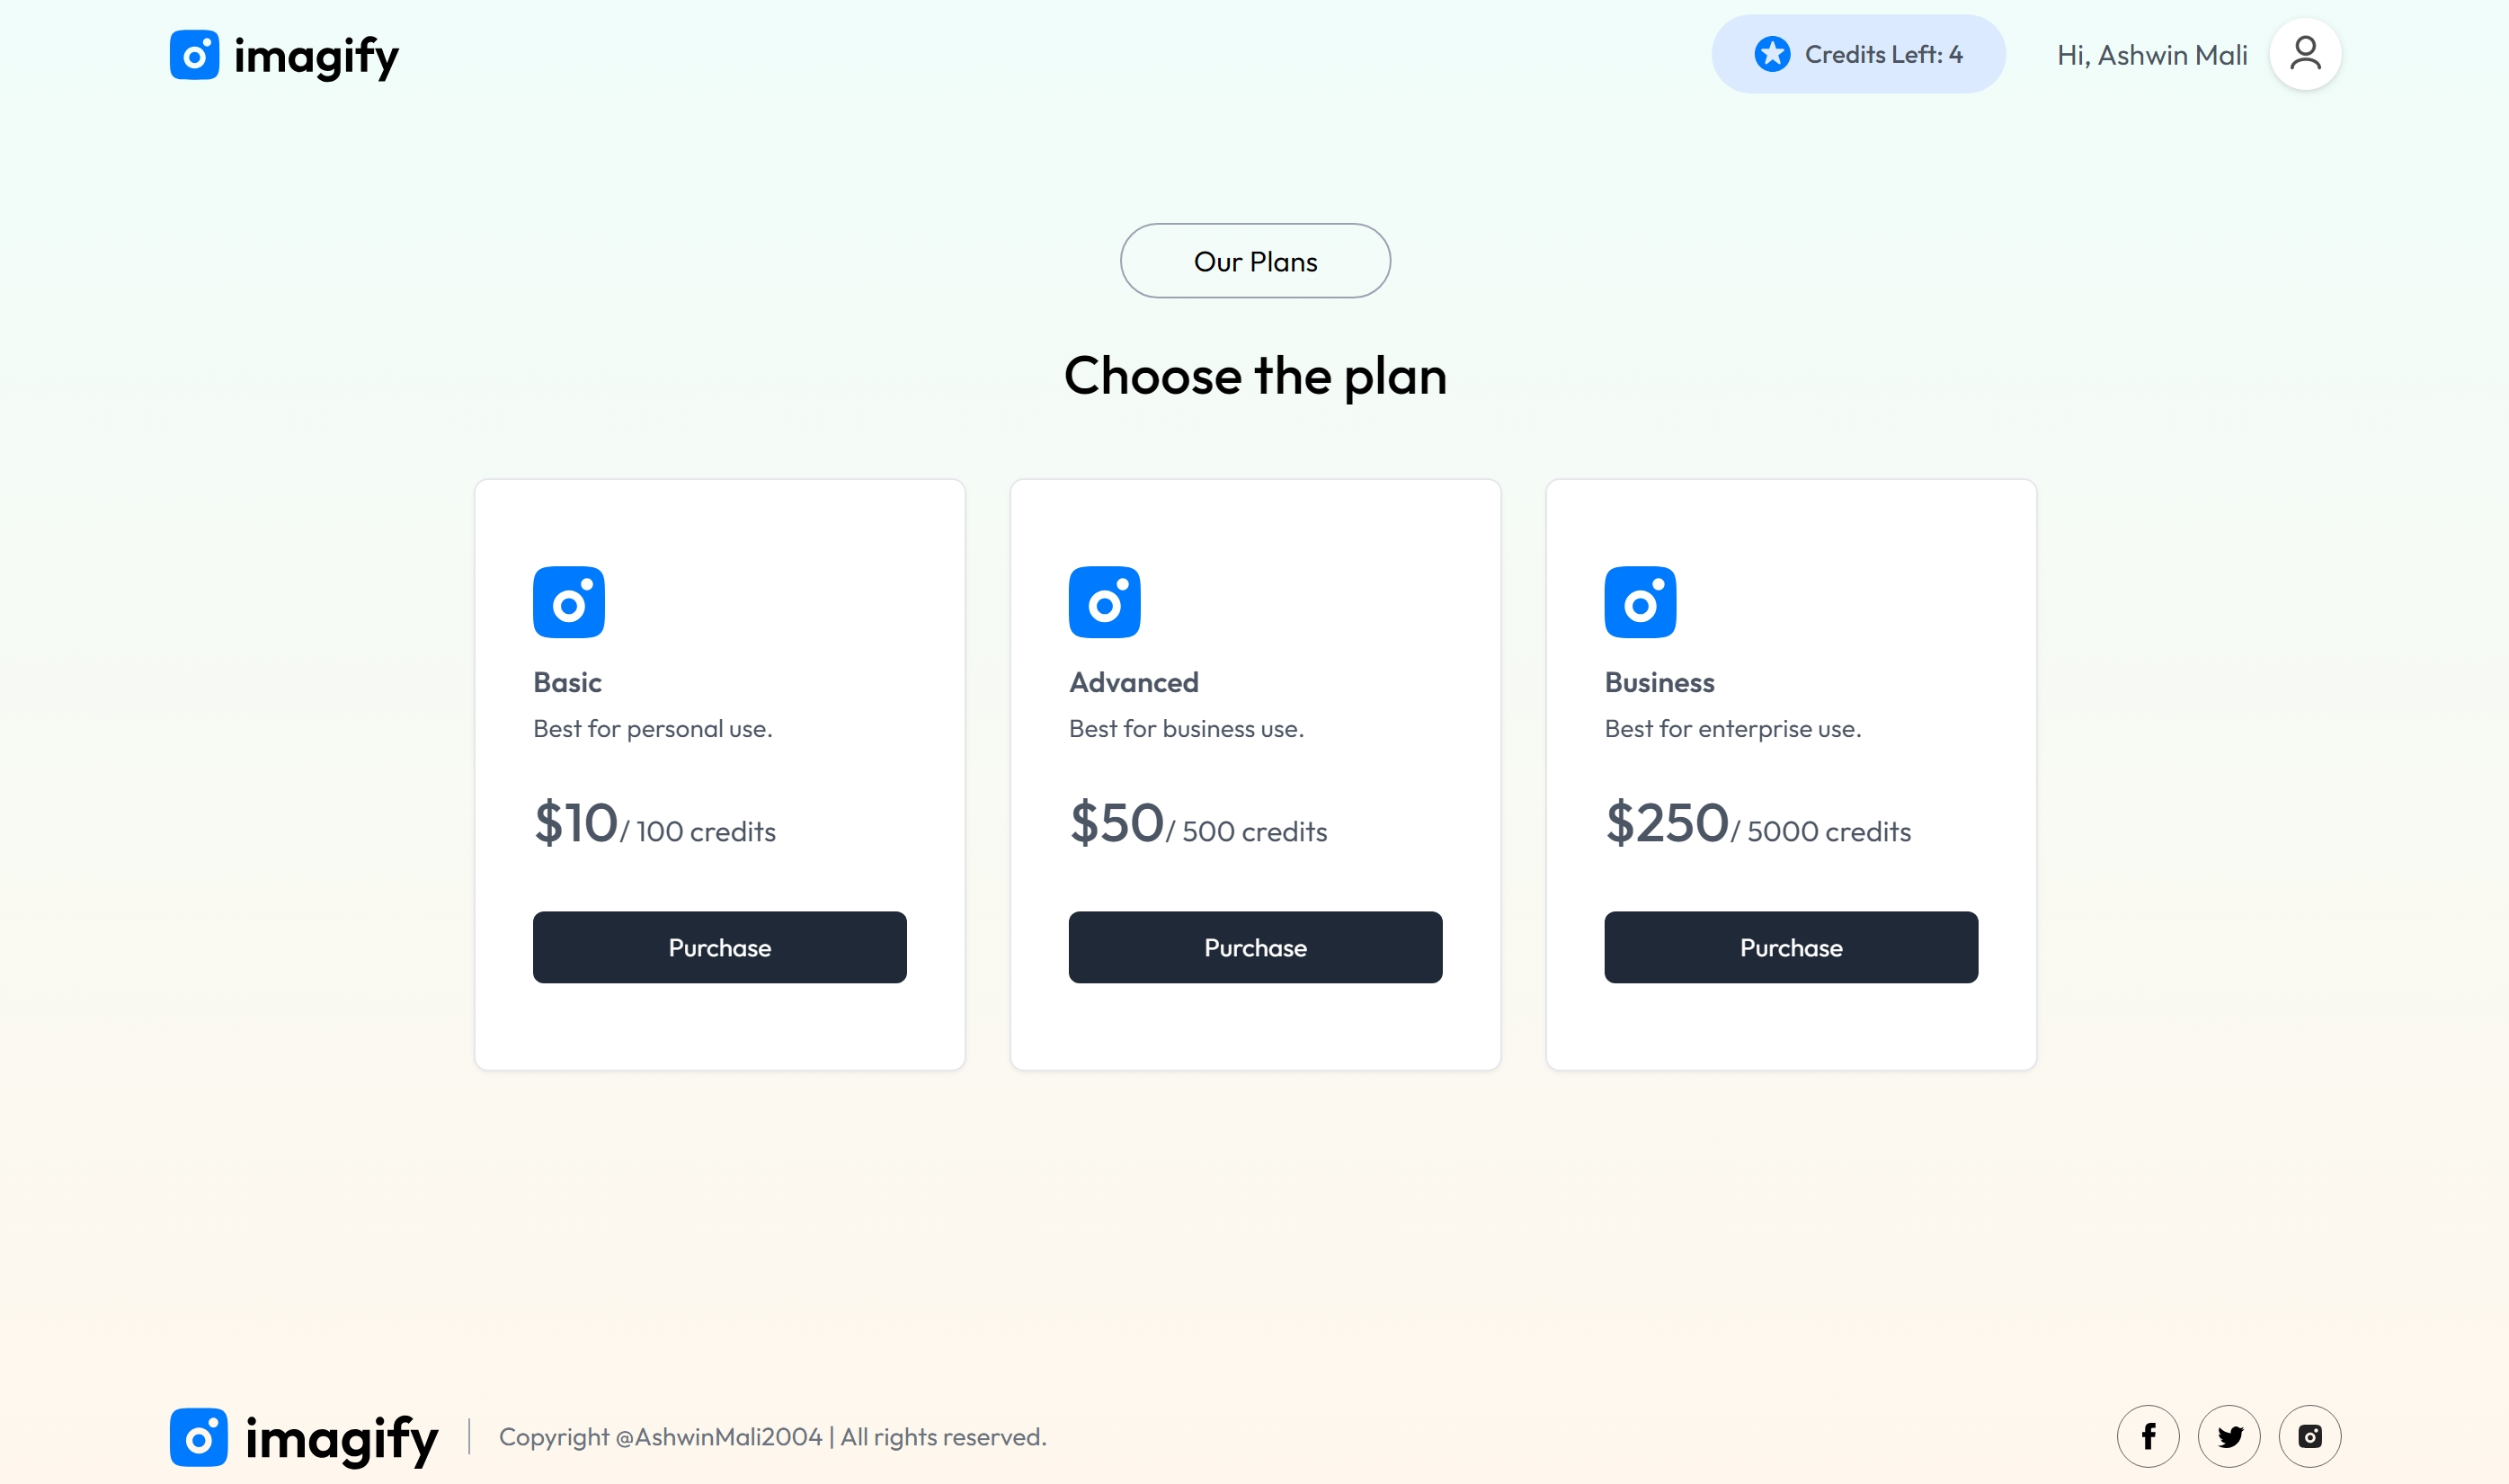 imagify
Credits Left: 4
Hi, Ashwin Mali
Our Plans
Choose the plan
Basic
Best for personal use.
$10/ 100 credits
Purchase
Advanced
Best for business use.
$50/ 500 credits
Purchase
Business
Best for enterprise use.
$250/ 5000 credits
Purchase
imagify
Copyright @AshwinMali2004 | All rights reserved.